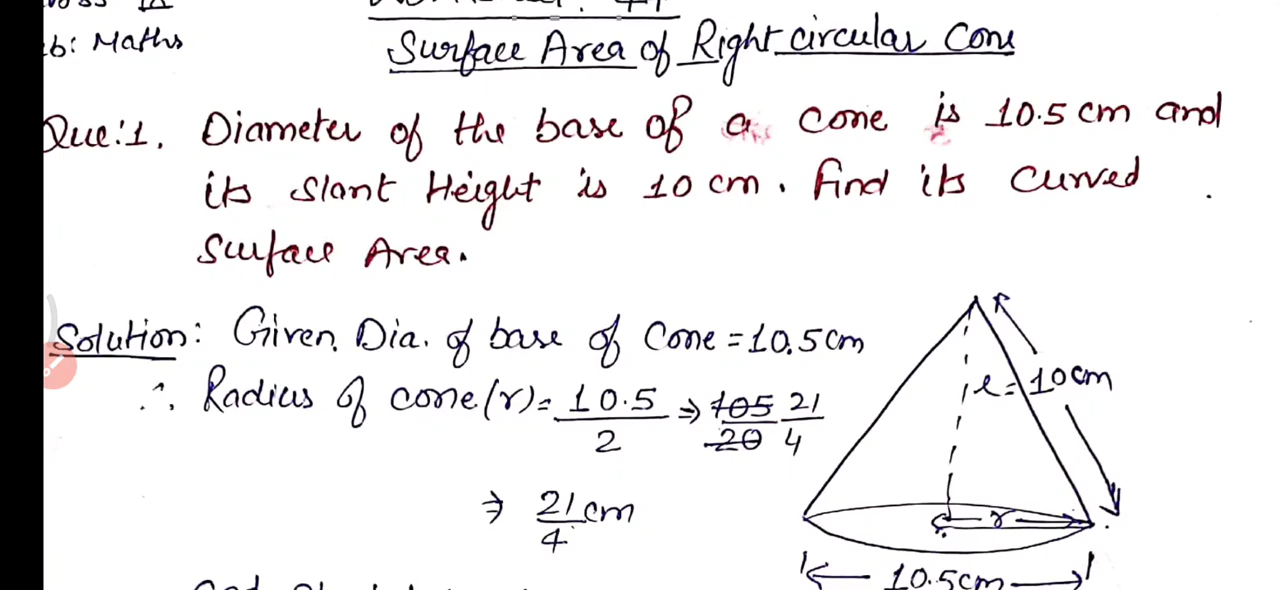 b: Maths
Surface Area of Right circular Cone
Que:1. Diameter of the base of a cone is 10.5 cm and
its Slant Height is 10 cm. find its curved
Surface Area.
Solution: Given Dia. of base of Cone = 10.5 cm
∴ Radius of cone (r) = 10.5/2 ⇒ 105/20 21/4
⇒ 21/4 cm
l = 10 cm
r
10.5cm